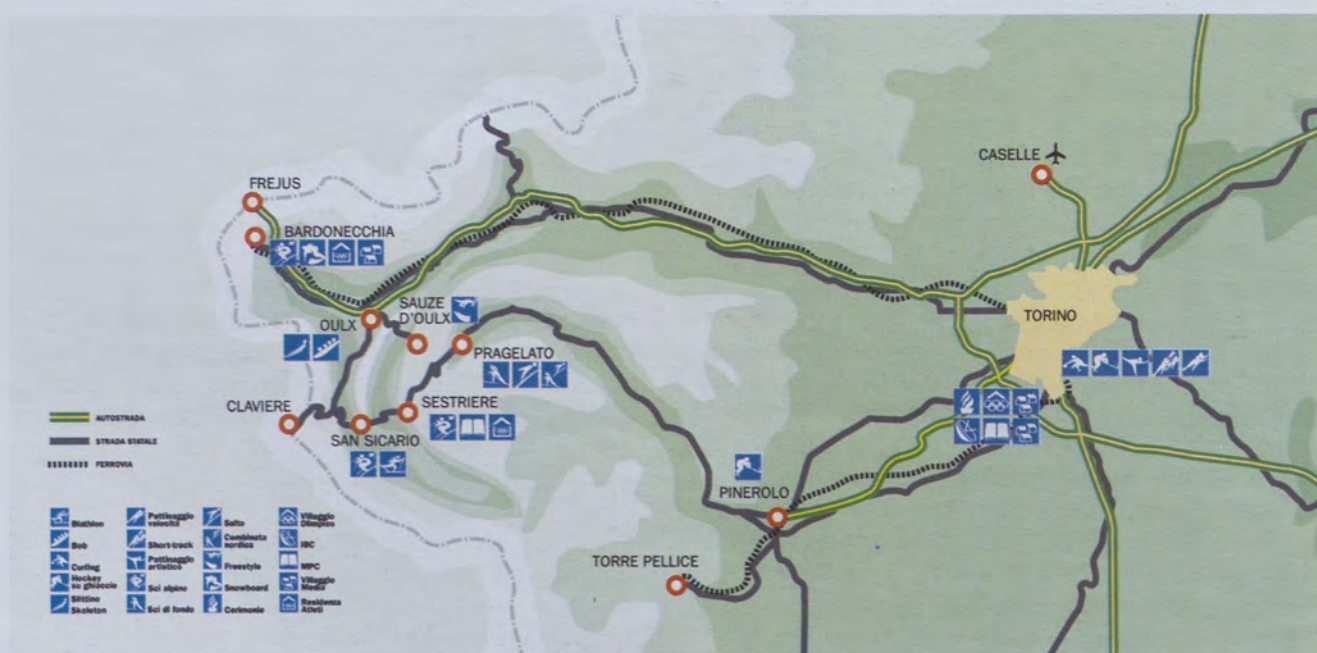 CASELLE
FREJUS
BARDONECCHIA
SAUZE
D'OULX
OULX
TORINO
PRAGELATO
CLAVIERE
SESTRIERE
SAN SICARIO
PINEROLO
TORRE PELLICE
AUTOSTRADA
STRADA STATALE
FERROVIA
Biathlon
Bob
Curling
Hockey
su ghiaccio
Slittino
Skeleton
Pattinaggio
velocità
Short-track
Pattinaggio
artistico
Sci alpino
Sci di fondo
Salto
Combinata
nordica
Freestyle
Snowboard
Cerimonie
Villaggio
Olimpico
IBC
MPC
Villaggio
Media
Residenza
Atleti